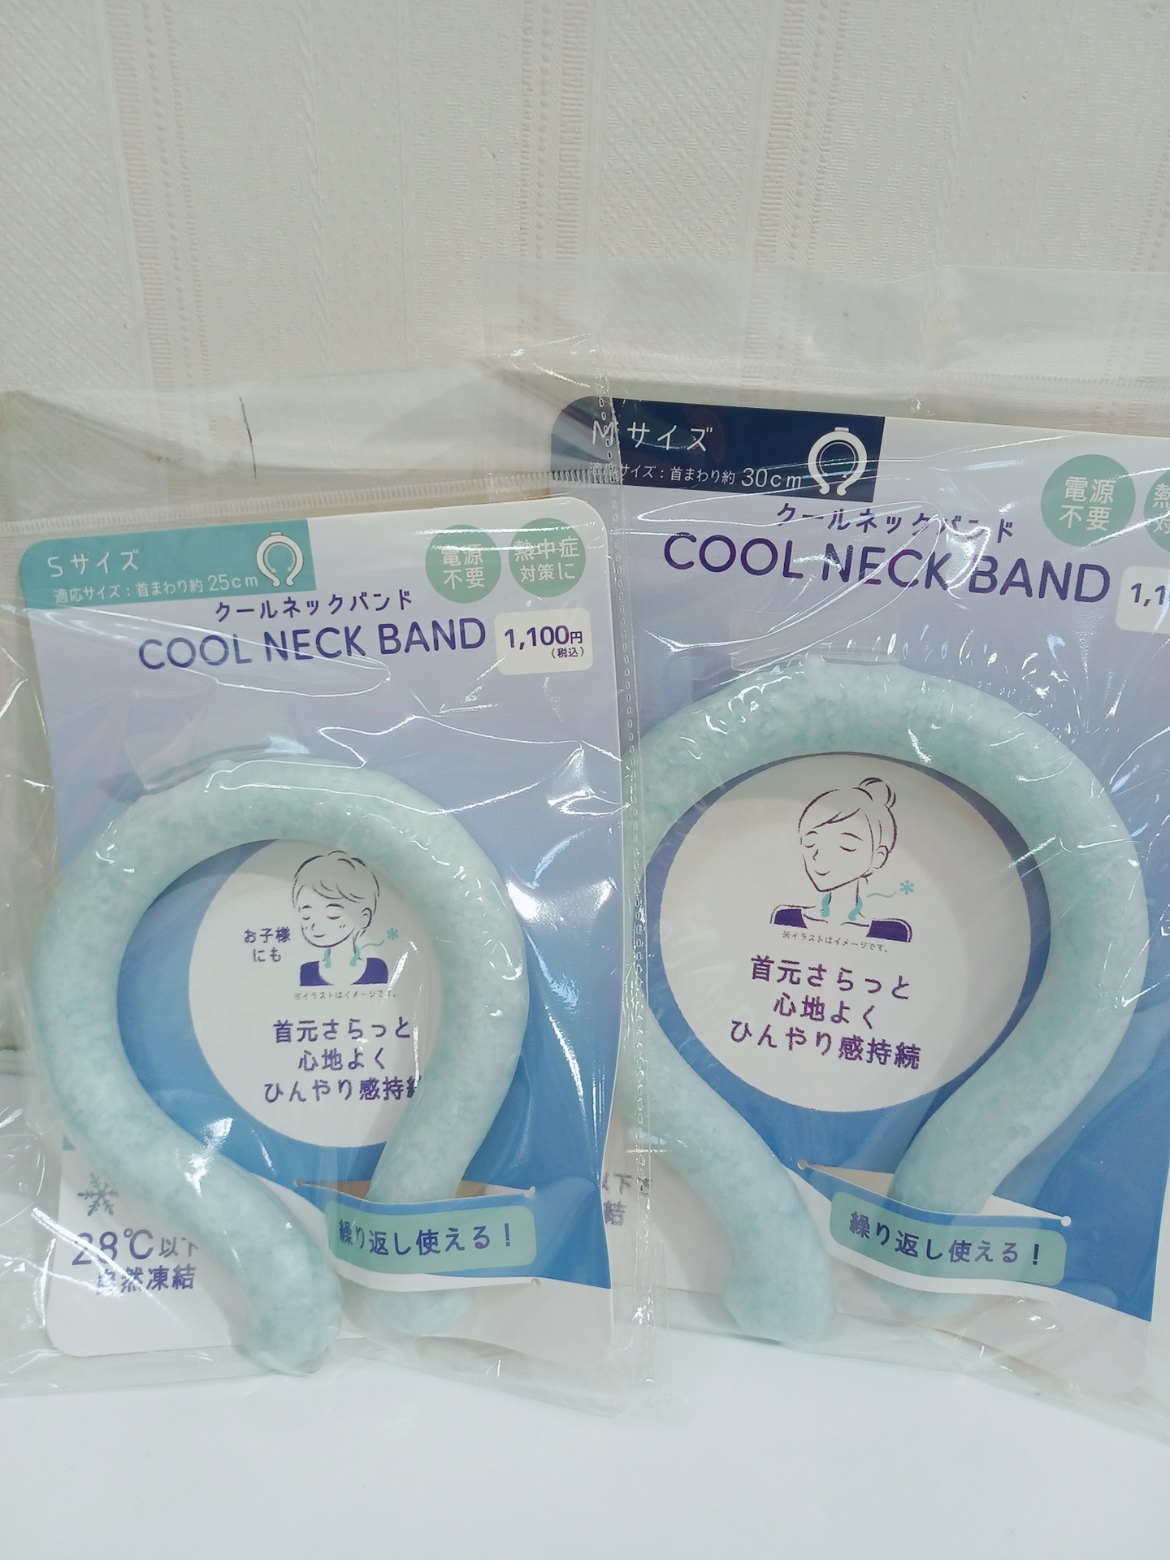 Sサイズ
適応サイズ：首まわり約 25cm
電源
不要
熱中症
対策に
クールネックバンド
COOL NECK BAND
1,100円
(税込)
お子様
にも
※イラストはイメージです。
首元さらっと
心地よく
ひんやり感持続
28℃以下
自然凍結
繰り返し使える！
Mサイズ
適応サイズ：首まわり約 30cm
電源
不要
クールネックバンド
COOL NECK BAND
1,1
※イラストはイメージです。
首元さらっと
心地よく
ひんやり感持続
以下
結
繰り返し使える！